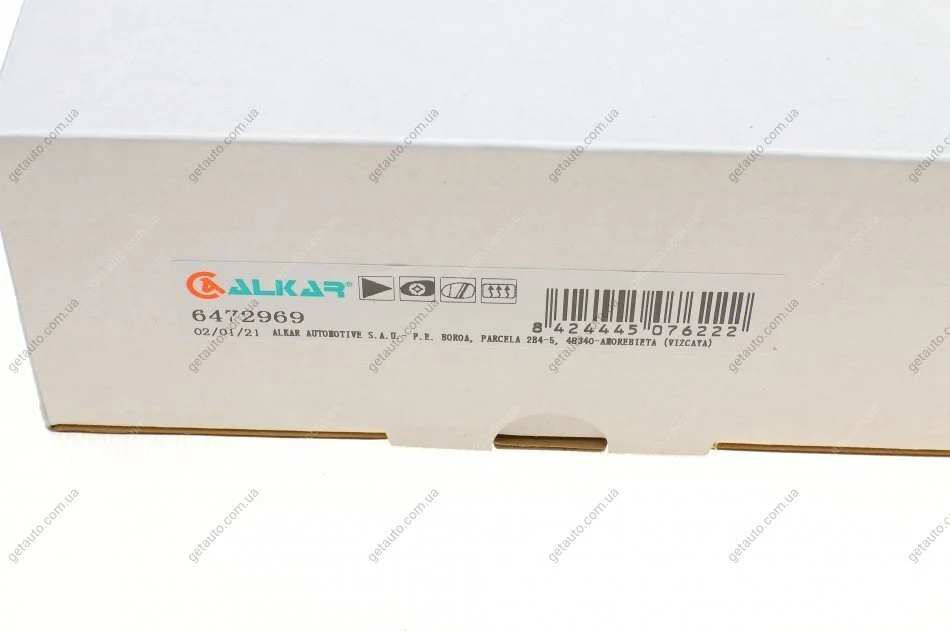 ALKAR®
6472969
02/01/21 ALKAR AUTOMOTIVE S.A.U.- P.E. BOROA, PARCELA 2B4-5, 48340-AMOREBIETA (VIZCAYA)
8 424445 076222
getauto.com.ua